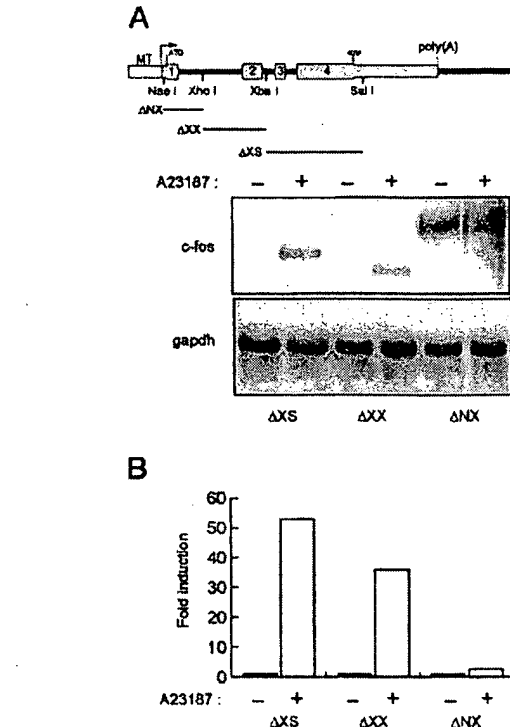 A
MT
ATG
poly(A)
1 2 3 4
Nae I Xho I Xba I Sal I
ΔNX
ΔXX
ΔXS
A23187 : – + – + – +
c-fos
gapdh
ΔXS ΔXX ΔNX
B
Fold induction
60
50
40
30
20
10
0
A23187 : – + – + – +
ΔXS ΔXX ΔNX